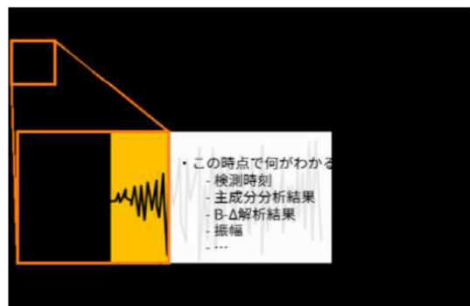 ・この時点で何がわかる
- 検測時刻
- 主成分分析結果
- B-Δ解析結果
- 振幅
- …